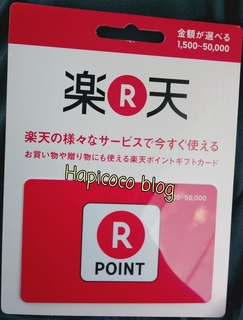 金額が選べる
1,500~50,000
楽R天
楽天の様々なサービスで今すぐ使える
お買い物や贈り物にも使える楽天ポイントギフトカード
Hapicoco blog
50,000
R
POINT